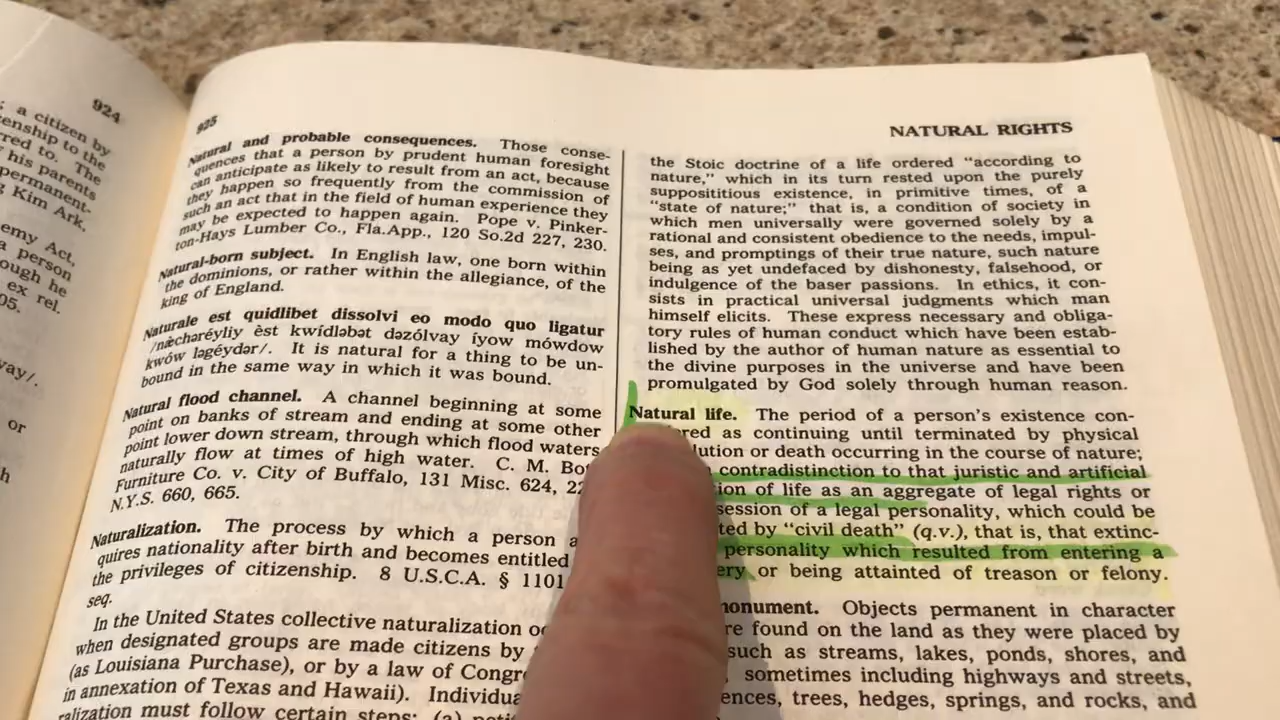 924
; a citizen by
zenship to the
rred to. The
his parents
permanent-
g Kim Ark,
emy Act,
a person
ough he
ex rel.
05.
way/.
or
h
925
Natural and probable consequences. Those conse-
quences that a person by prudent human foresight
can anticipate as likely to result from an act, because
they happen so frequently from the commission of
such an act that in the field of human experience they
may be expected to happen again. Pope v. Pinker-
ton-Hays Lumber Co., Fla.App., 120 So.2d 227, 230.
Natural-born subject. In English law, one born within
the dominions, or rather within the allegiance, of the
king of England.
Naturale est quidlibet dissolvi eo modo quo ligatur
/næchəréyliy èst kwídləbət dəzólvay íyow mówdow
kwów ləgéydər/. It is natural for a thing to be un-
bound in the same way in which it was bound.
Natural flood channel. A channel beginning at some
point on banks of stream and ending at some other
point lower down stream, through which flood waters
naturally flow at times of high water. C. M. Bo
Furniture Co. v. City of Buffalo, 131 Misc. 624, 22
N.Y.S. 660, 665.
Naturalization. The process by which a person a
quires nationality after birth and becomes entitled
the privileges of citizenship. 8 U.S.C.A. § 1101
seq.
In the United States collective naturalization oc
when designated groups are made citizens by
(as Louisiana Purchase), or by a law of Congr
in annexation of Texas and Hawaii). Individua
ralization must follow certain steps: (a)
NATURAL RIGHTS
the Stoic doctrine of a life ordered "according to
nature," which in its turn rested upon the purely
supposititious existence, in primitive times, of a
"state of nature;" that is, a condition of society in
which men universally were governed solely by a
rational and consistent obedience to the needs, impul-
ses, and promptings of their true nature, such nature
being as yet undefaced by dishonesty, falsehood, or
indulgence of the baser passions. In ethics, it con-
sists in practical universal judgments which man
himself elicits. These express necessary and obliga-
tory rules of human conduct which have been estab-
lished by the author of human nature as essential to
the divine purposes in the universe and have been
promulgated by God solely through human reason.
Natural life. The period of a person's existence con-
ered as continuing until terminated by physical
lution or death occurring in the course of nature;
contradistinction to that juristic and artificial
ion of life as an aggregate of legal rights or
session of a legal personality, which could be
ted by "civil death" (q.v.), that is, that extinc-
personality which resulted from entering a
ery or being attainted of treason or felony.
monument. Objects permanent in character
re found on the land as they were placed by
such as streams, lakes, ponds, shores, and
sometimes including highways and streets,
ences, trees, hedges, springs, and rocks, and